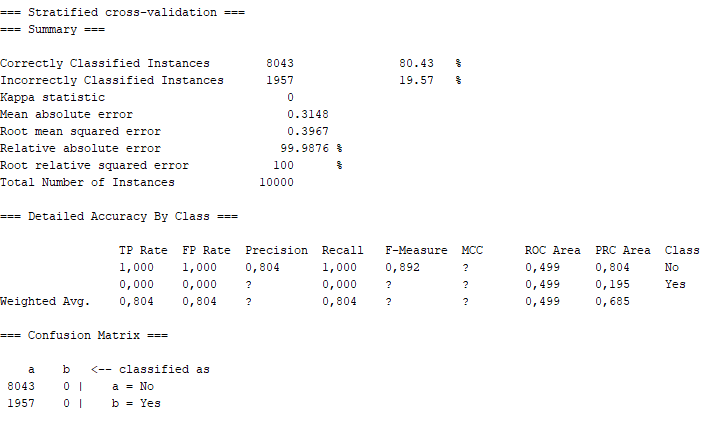 === Stratified cross-validation ===
=== Summary ===
Correctly Classified Instances        8043               80.43   %
Incorrectly Classified Instances      1957               19.57   %
Kappa statistic                          0
Mean absolute error                      0.3148
Root mean squared error                  0.3967
Relative absolute error                 99.9876 %
Root relative squared error            100      %
Total Number of Instances            10000
=== Detailed Accuracy By Class ===
                 TP Rate  FP Rate  Precision  Recall   F-Measure  MCC      ROC Area  PRC Area  Class
                 1,000    1,000    0,804      1,000    0,892      ?        0,499     0,804     No
                 0,000    0,000    ?          0,000    ?          ?        0,499     0,195     Yes
Weighted Avg.    0,804    0,804    ?          0,804    ?          ?        0,499     0,685
=== Confusion Matrix ===
    a    b   <-- classified as
 8043    0 |    a = No
 1957    0 |    b = Yes